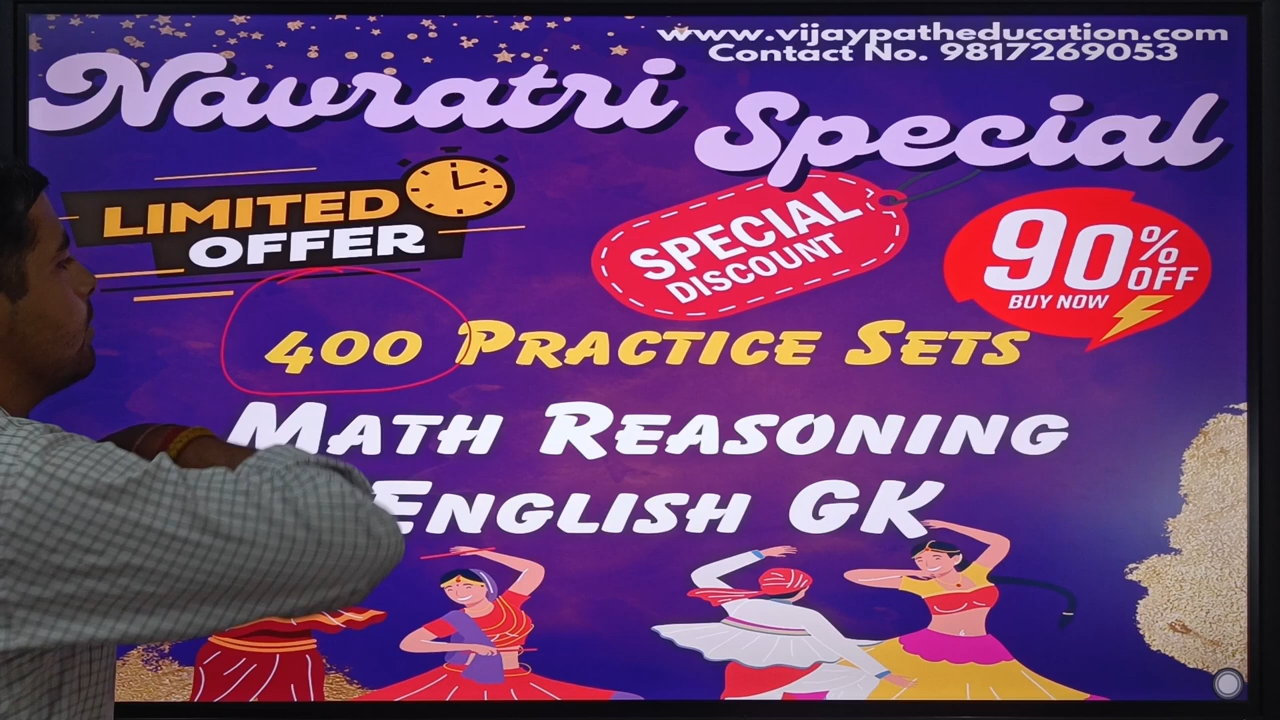 www.vijaypatheducation.com
Contact No. 9817269053
Navratri Special
LIMITED
OFFER
SPECIAL
DISCOUNT
90% OFF
BUY NOW
400 PRACTICE SETS
MATH REASONING
ENGLISH GK